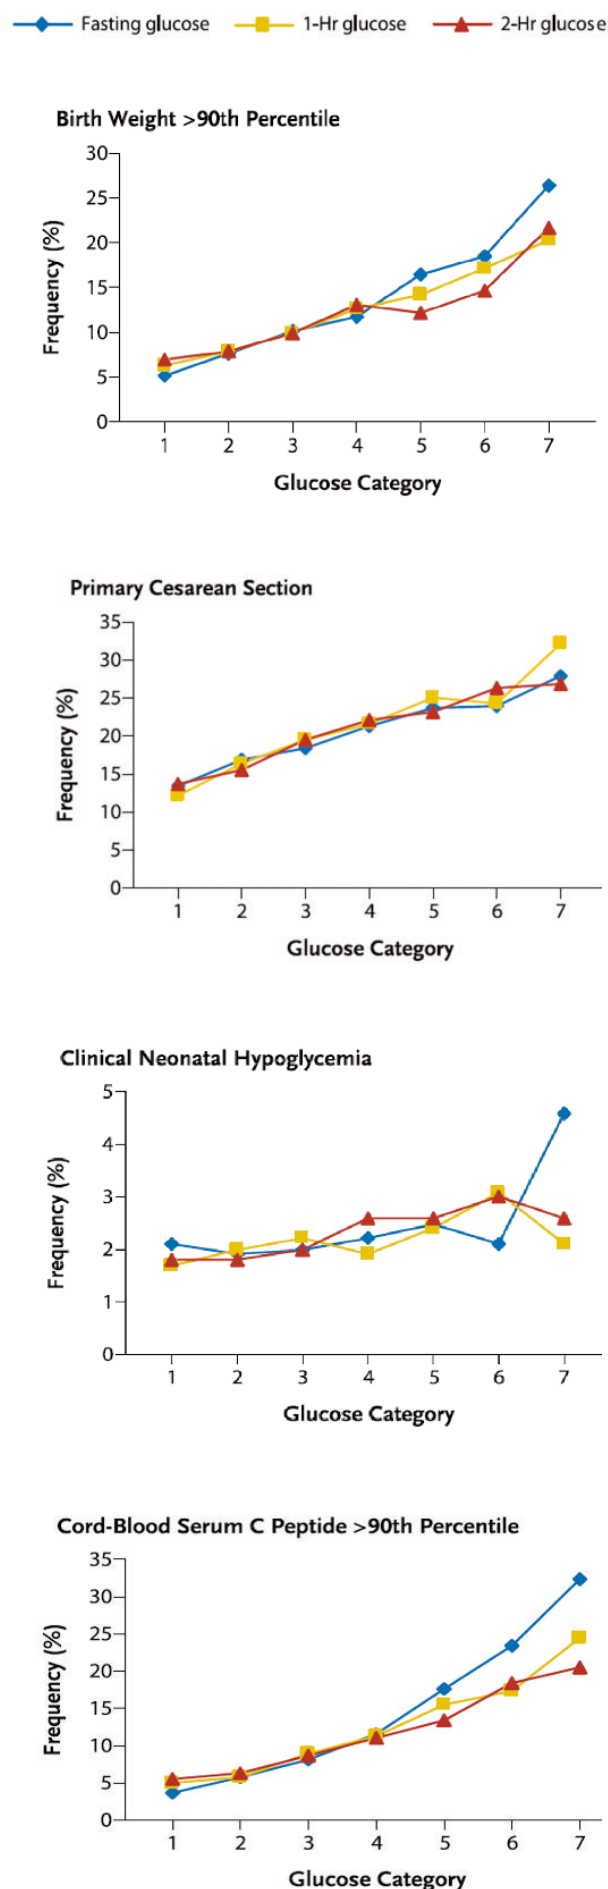 Fasting glucose 1-Hr glucose 2-Hr glucose
Birth Weight >90th Percentile
30
25
20
15
10
5
0
Frequency (%)
1 2 3 4 5 6 7
Glucose Category
Primary Cesarean Section
35
30
25
20
15
10
5
0
Frequency (%)
1 2 3 4 5 6 7
Glucose Category
Clinical Neonatal Hypoglycemia
5
4
3
2
1
0
Frequency (%)
1 2 3 4 5 6 7
Glucose Category
Cord-Blood Serum C Peptide >90th Percentile
35
30
25
20
15
10
5
0
Frequency (%)
1 2 3 4 5 6 7
Glucose Category